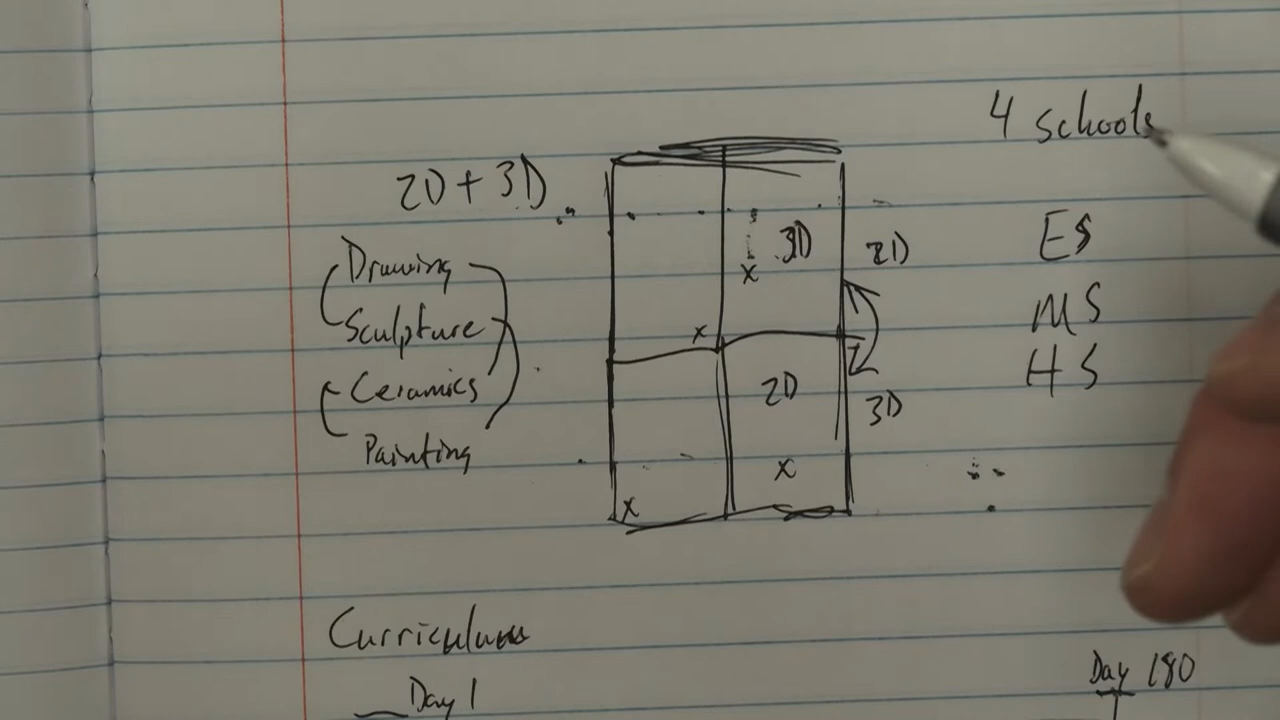 4 schools
2D + 3D
3D
2D
ES
Drawing
MS
Sculpture
x
x
HS
Ceramics
2D
3D
Painting
x
x
Curriculum
Day 1
Day 180